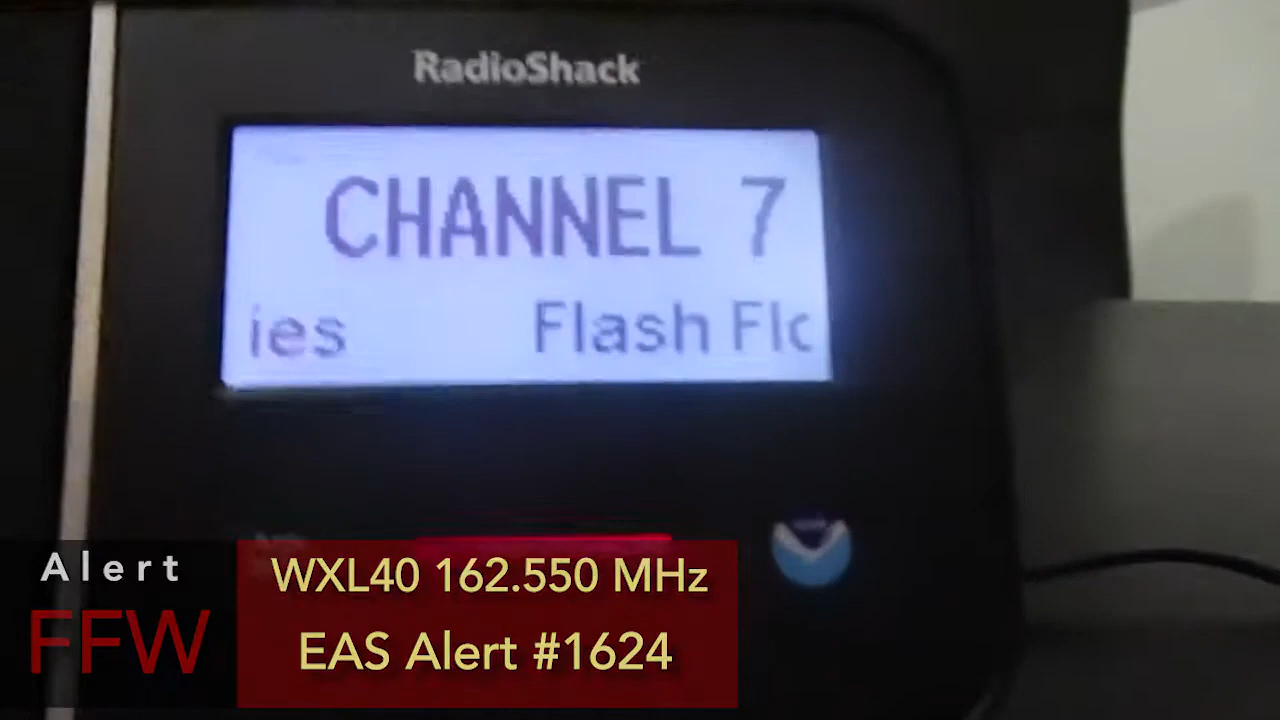 RadioShack
CHANNEL 7
ies Flash Flo
Alert
FFW
WXL40 162.550 MHz
EAS Alert #1624